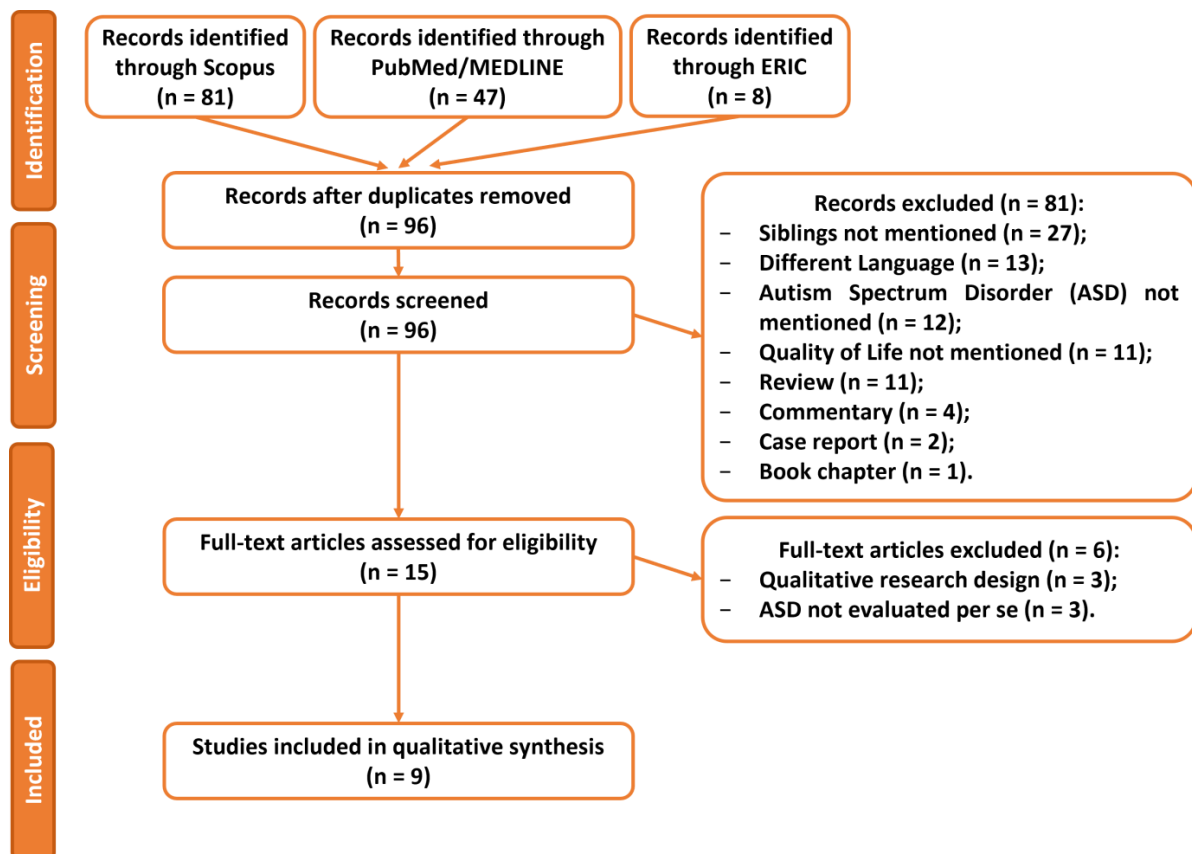 Identification
Records identified
through Scopus
(n = 81)
Records identified through
PubMed/MEDLINE
(n = 47)
Records identified
through ERIC
(n = 8)
Records after duplicates removed
(n = 96)
Screening
Records screened
(n = 96)
Records excluded (n = 81):
- Siblings not mentioned (n = 27);
- Different Language (n = 13);
- Autism Spectrum Disorder (ASD) not
mentioned (n = 12);
- Quality of Life not mentioned (n = 11);
- Review (n = 11);
- Commentary (n = 4);
- Case report (n = 2);
- Book chapter (n = 1).
Eligibility
Full-text articles assessed for eligibility
(n = 15)
Full-text articles excluded (n = 6):
- Qualitative research design (n = 3);
- ASD not evaluated per se (n = 3).
Included
Studies included in qualitative synthesis
(n = 9)